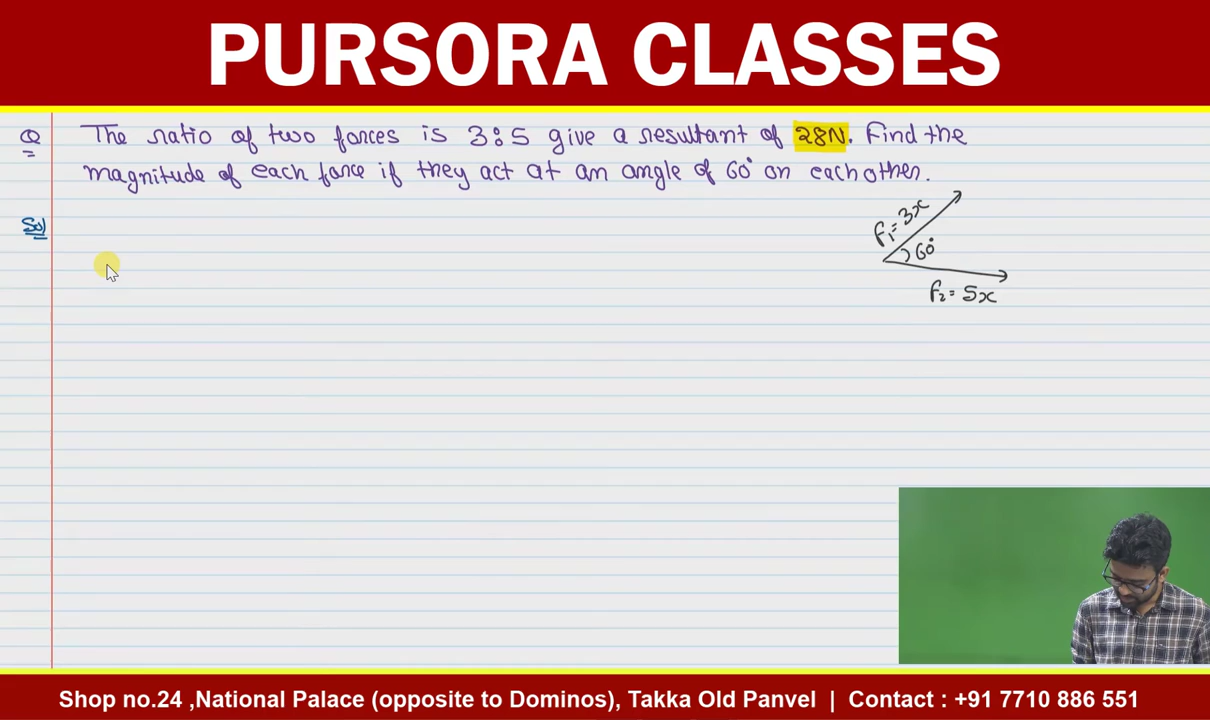 PURSORA CLASSES
Q The ratio of two forces is 3:5 give a resultant of 28N. Find the
magnitude of each force if they act at an angle of 60° on each other.
Sol
F₁= 3x
60°
F₂= 5x
Shop no.24 ,National Palace (opposite to Dominos), Takka Old Panvel | Contact : +91 7710 886 551